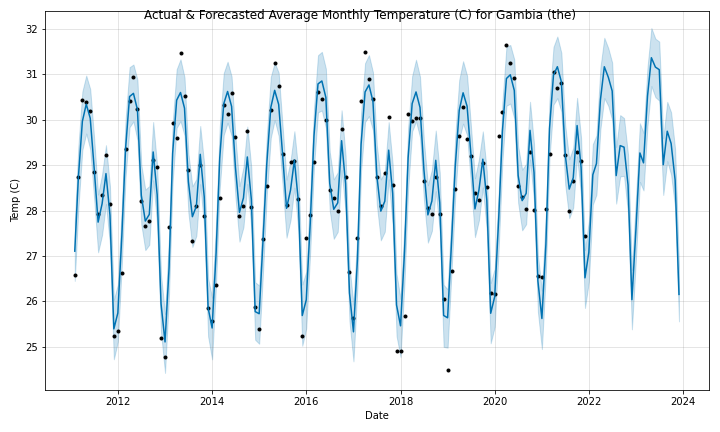 Actual & Forecasted Average Monthly Temperature (C) for Gambia (the)
32
31
30
29
28
27
26
25
Temp (C)
2012 2014 2016 2018 2020 2022 2024
Date